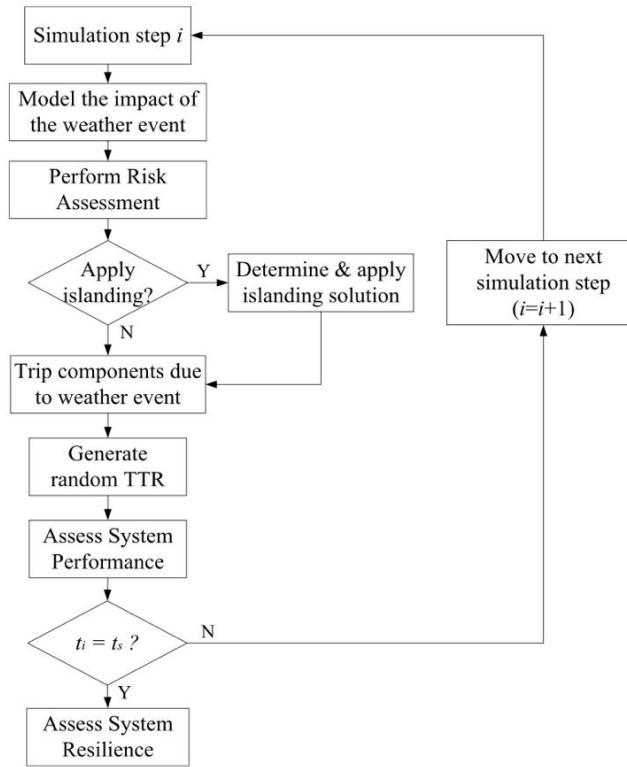 Simulation step i
Model the impact of
the weather event
Perform Risk
Assessment
Apply
islanding?
Y
Determine & apply
islanding solution
N
Trip components due
to weather event
Generate
random TTR
Assess System
Performance
tᵢ = tₛ ?
N
Y
Assess System
Resilience
Move to next
simulation step
(i=i+1)